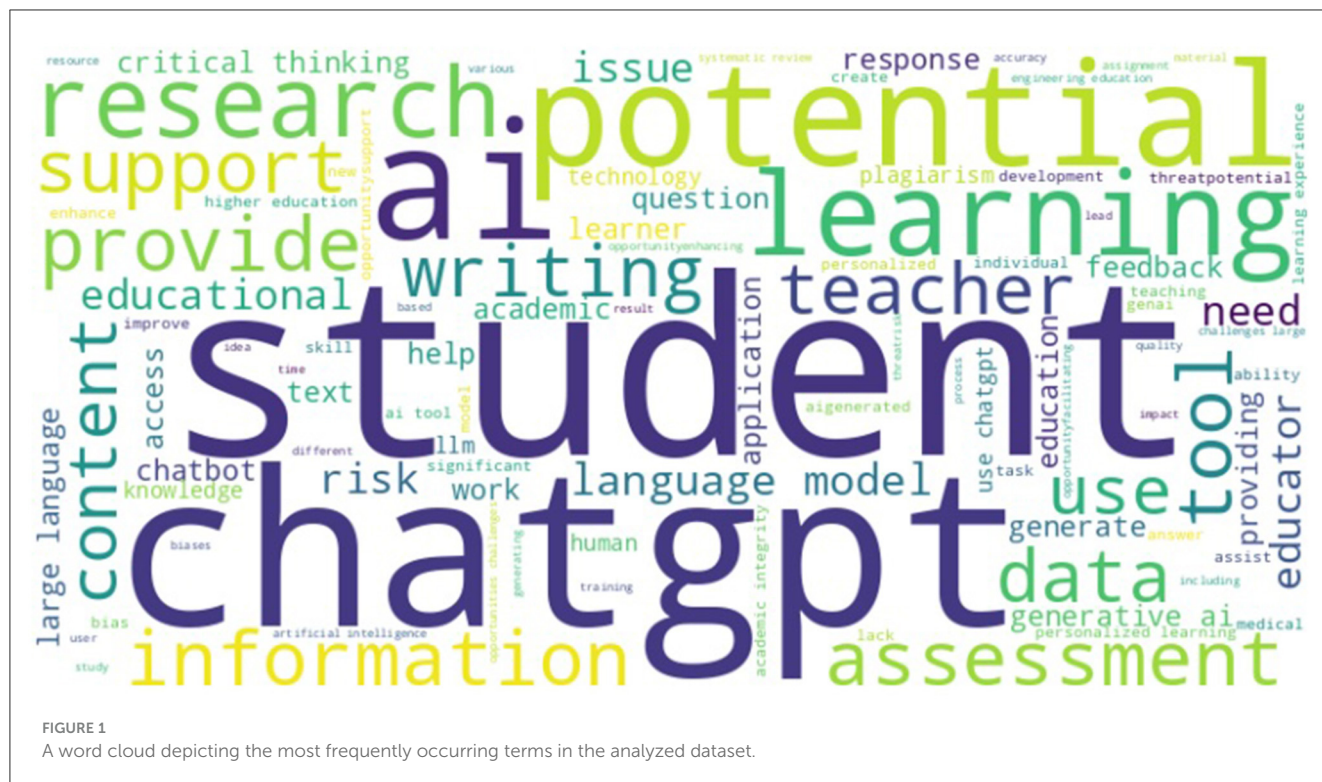 resource
critical thinking
various
issue
systematic review
response
accuracy
material
assignment
create
engineering education
research
potential
ai
support
new
technology
plagiarism
development
threatpotential
learning experience
higher education
question
learning
enhance
learner
lead
opportunitysupport
provide
opportunityenhancing
writing
personalized
individual
feedback
teacher
educational
teaching
genai
academic
result
based
application
need
challenges large
improve
student
content
idea
skill
help
threatrisk
quality
access
time
text
use chatgpt
education
opportunityfacilitating
tool
ability
process
ai tool
model
aigenerated
impact
providing
educator
large language
different
llm
chatbot
risk
significant
work
language model
task
use
knowledge
chatgpt
generate
answer
biases
opportunities challenges
generating
human
academic integrity
data
assist
training
including
bias
generative ai
medical
user
artificial intelligence
lack
personalized learning
study
information
assessment
FIGURE 1
A word cloud depicting the most frequently occurring terms in the analyzed dataset.